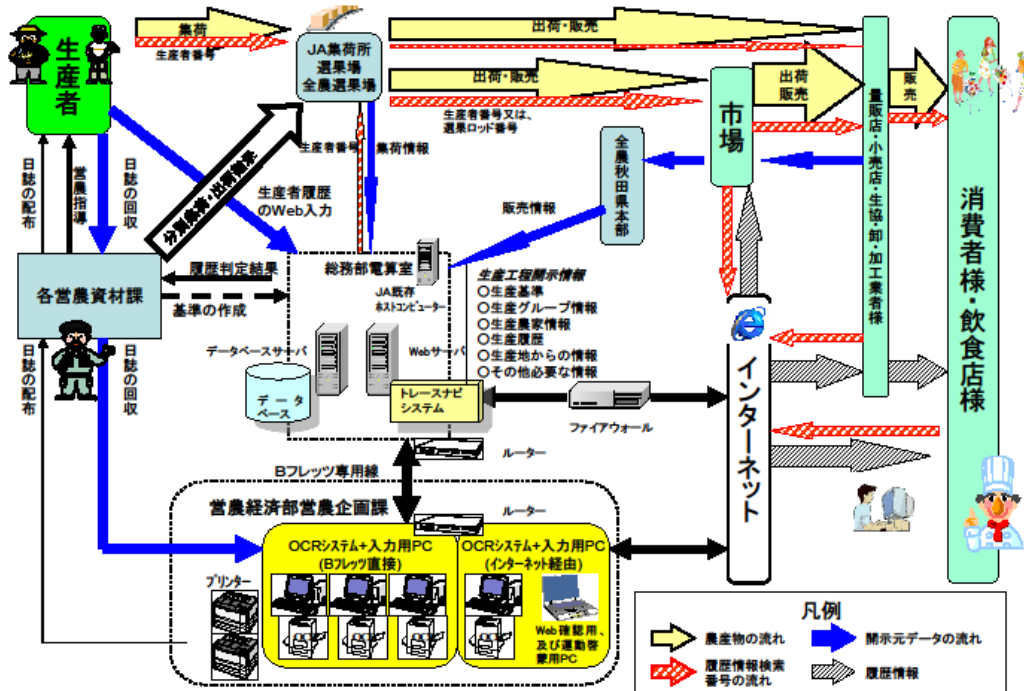 生産者
集荷
生産者番号
JA集荷所
選果場
全農選果場
出荷・販売
出荷・販売
生産者番号又は、
選果ロッド番号
市場
出荷
販売
販売
量販店・小売店・生協・卸・加工業者様
消費者様・飲食店様
全農秋田県本部
生産者番号
集荷情報
日誌の配布
営農指導
日誌の回収
分別集荷・出荷指示
生産者履歴
のWeb入力
販売情報
各営農資材課
履歴判定結果
基準の作成
総務部電算室
JA既存
ホストコンピューター
生産工程開示情報
○生産基準
○生産グループ情報
○生産農家情報
○生産履歴
○生産地からの情報
○その他必要な情報
データベースサーバ
Webサーバ
データ
ベース
トレースナビ
システム
ファイアウォール
インターネット
日誌の配布
日誌の回収
ルーター
Bフレッツ専用線
営農経済部営農企画課
ルーター
OCRシステム+入力用PC
(Bフレッツ直接)
OCRシステム+入力用PC
(インターネット経由)
プリンター
Web確認用、
及び運動啓
蒙用PC
凡例
農産物の流れ
開示元データの流れ
履歴情報検索
番号の流れ
履歴情報